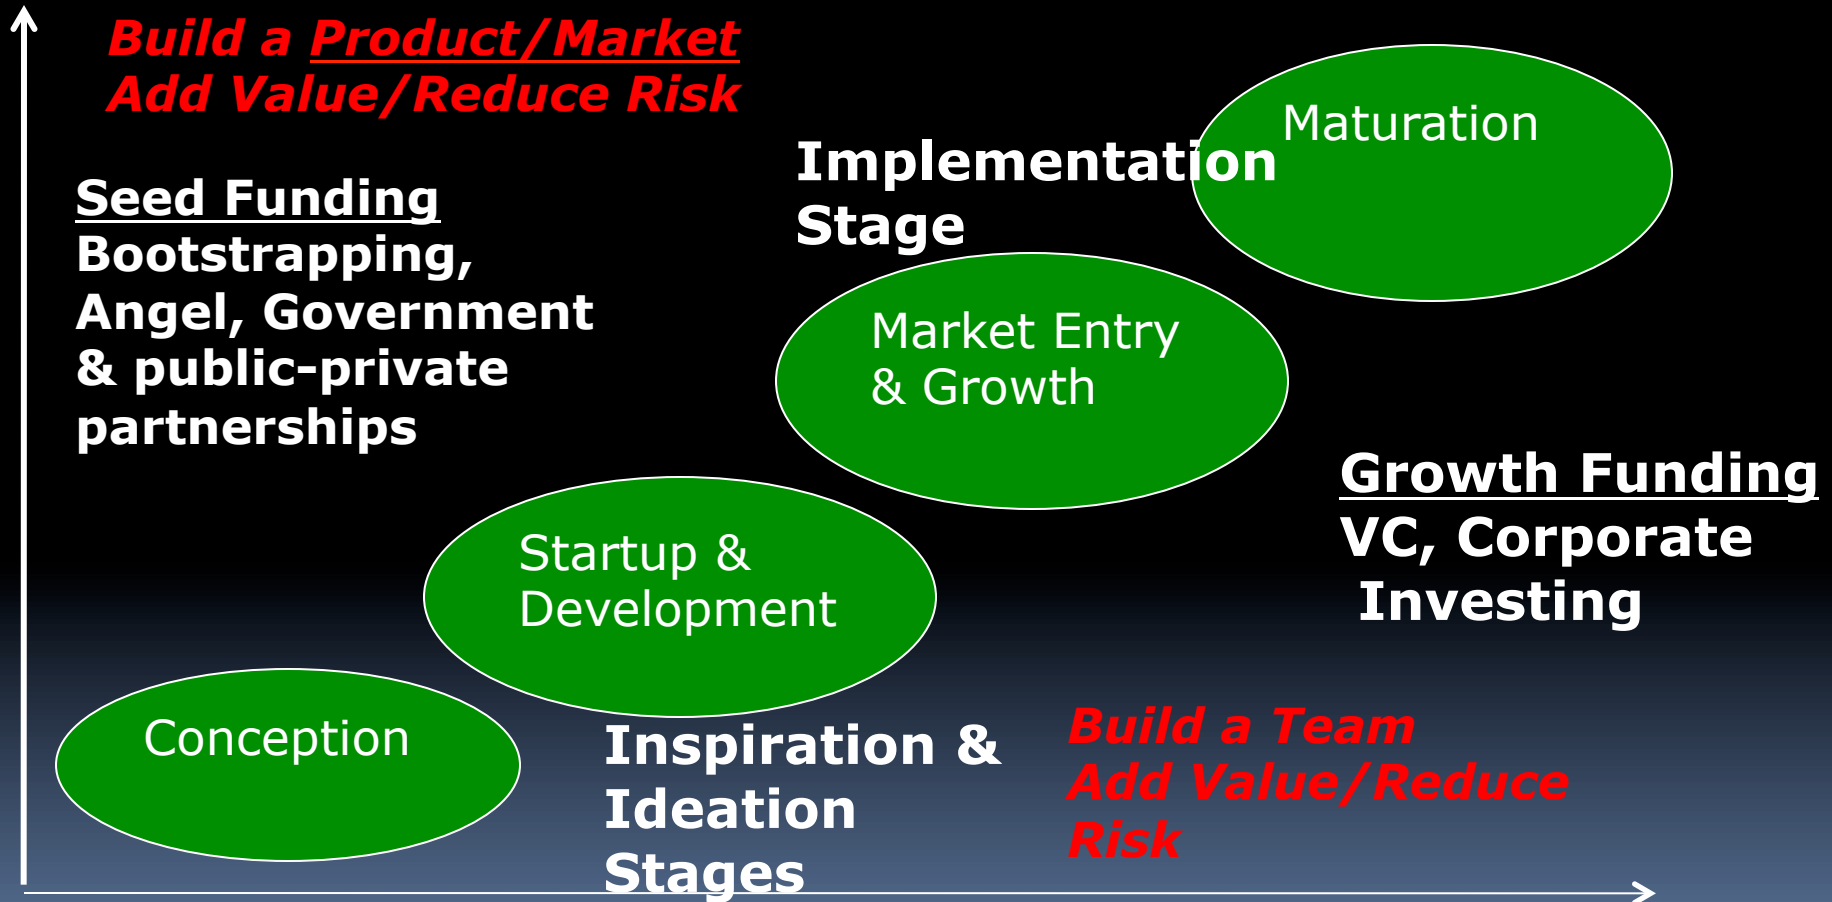 Build a Product/Market
Add Value/Reduce Risk
Seed Funding
Bootstrapping,
Angel, Government
& public-private
partnerships
Implementation
Stage
Maturation
Market Entry
& Growth
Growth Funding
VC, Corporate
Investing
Startup &
Development
Conception
Inspiration &
Ideation
Stages
Build a Team
Add Value/Reduce
Risk